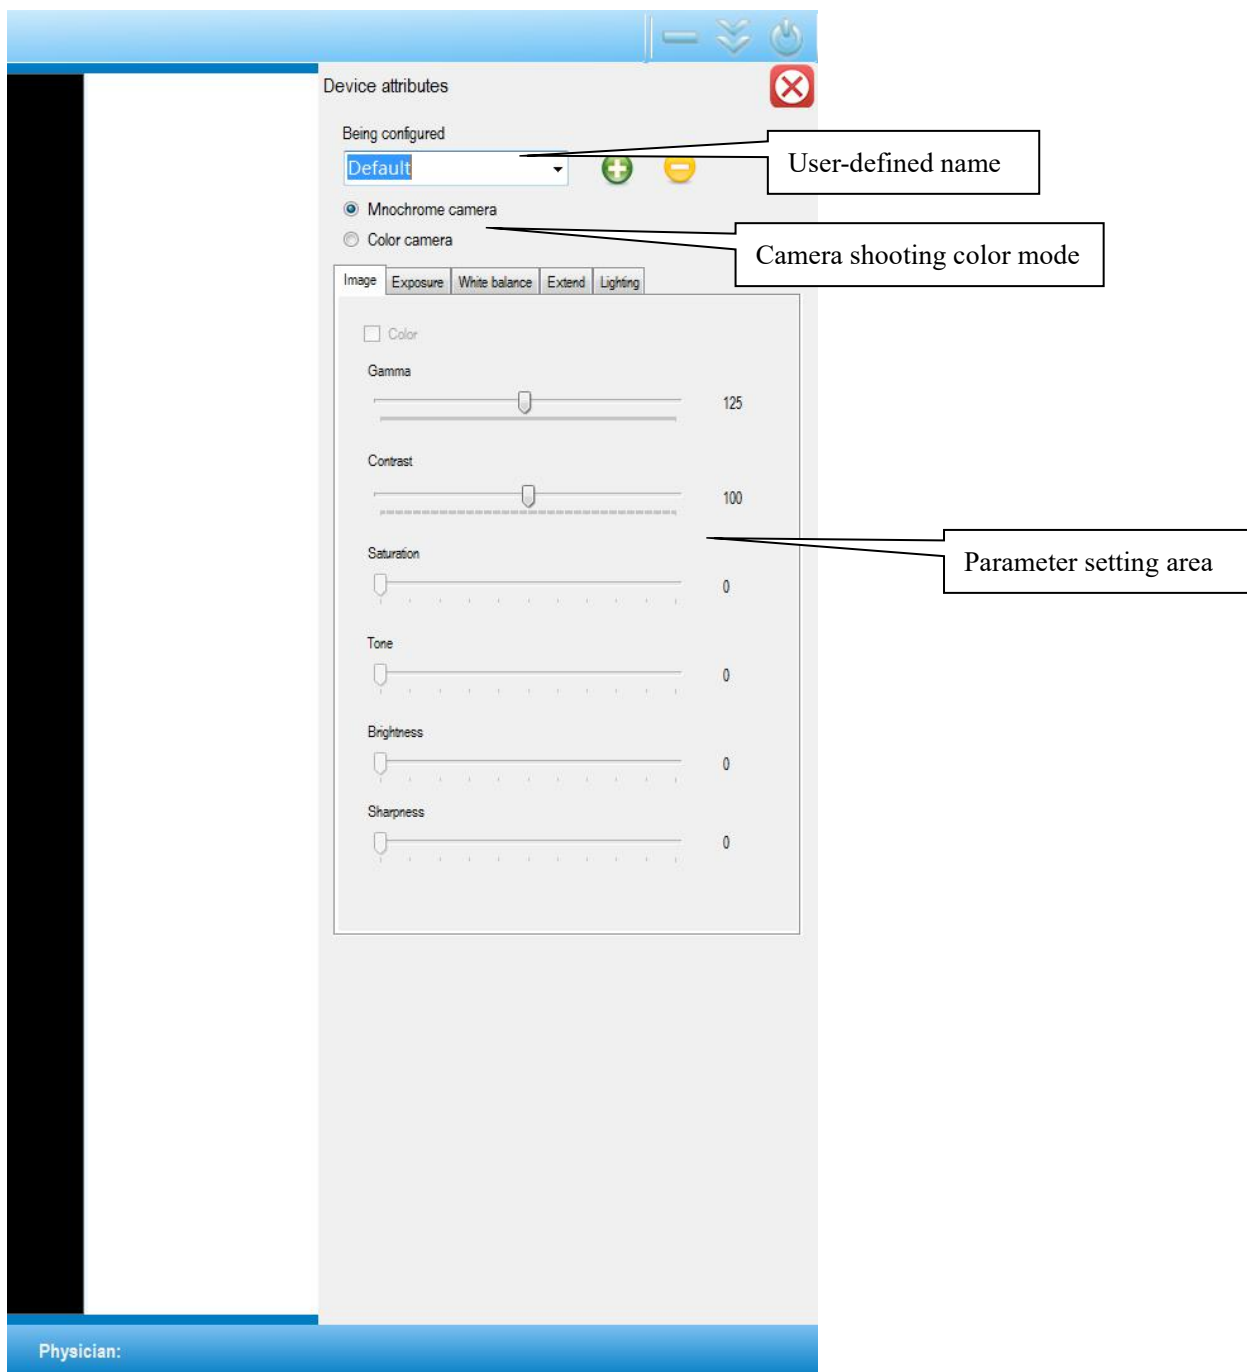 Device attributes
Being configured
Default
User-defined name
Mnochrome camera
Color camera
Camera shooting color mode
Image Exposure White balance Extend Lighting
Color
Gamma
125
Contrast
100
Parameter setting area
Saturation
0
Tone
0
Brightness
0
Sharpness
0
Physician: